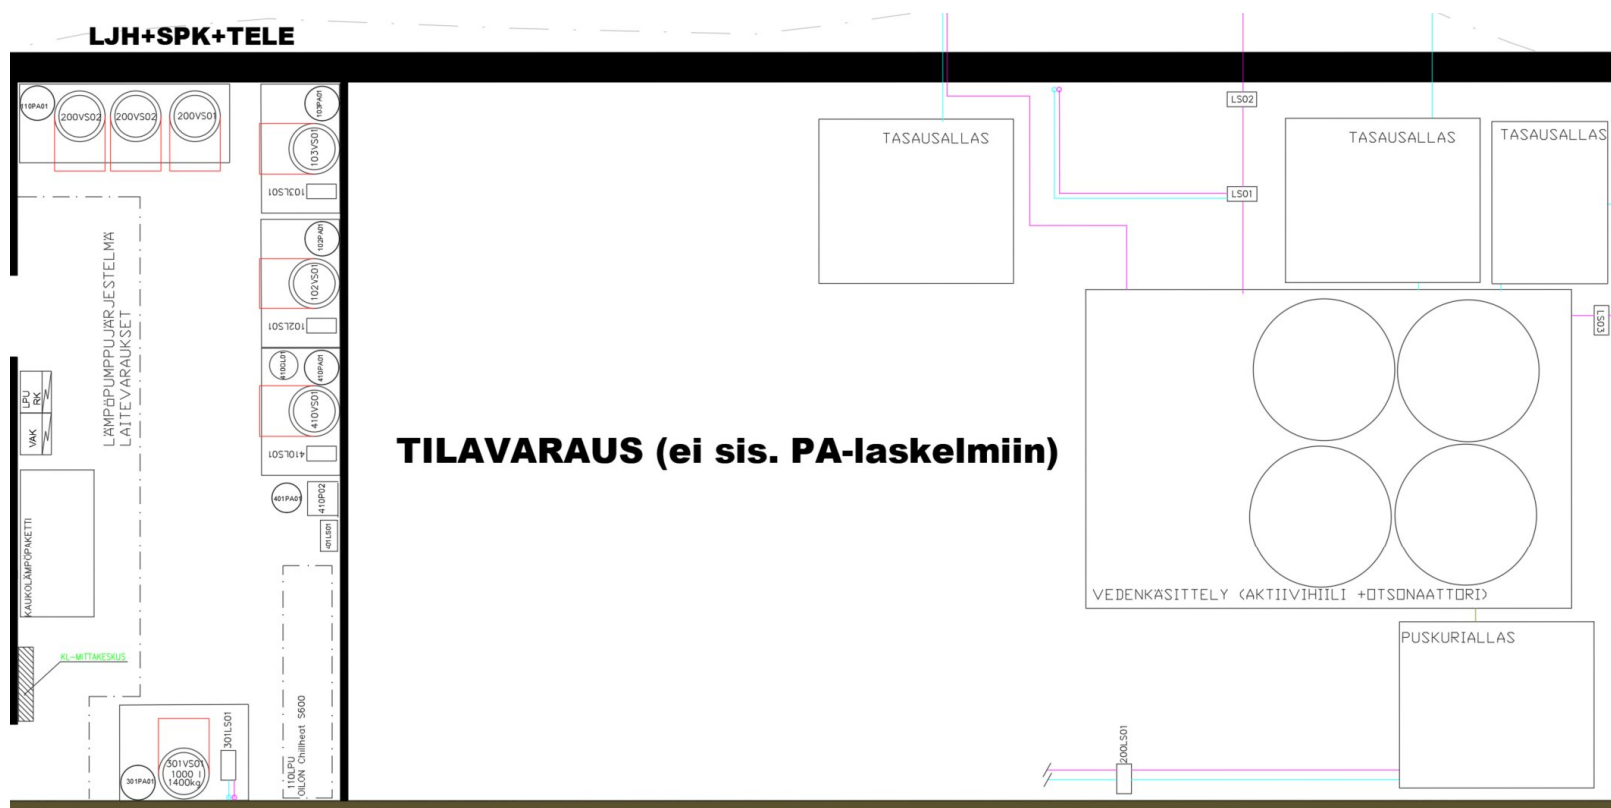 LJH+SPK+TELE
110PA01
200VS02
200VS02
200VS01
103PA01
103VS01
103LS01
102PA01
102VS01
102LS01
410OL01
410PA01
410VS01
410LS01
401PA01
410P02
401LS01
LÄMPÖPUMPPUJÄRJESTELMÄ
LAITEVARAUKSET
LPU
RK
VAK
KAUKOLÄMPÖPAKETTI
KL-MITTAKESKUS
301LS01
301VS01
1000 l
1400kg
301PA01
110LPU
OILON Chillheat S600
TILAVARAUS (ei sis. PA-laskelmiin)
TASAUSALLAS
LS02
LS01
TASAUSALLAS
TASAUSALLAS
LS03
VEDENKÄSITTELY (AKTIIVIHIILI +OTSONAATTORI)
PUSKURIALLAS
200LS01